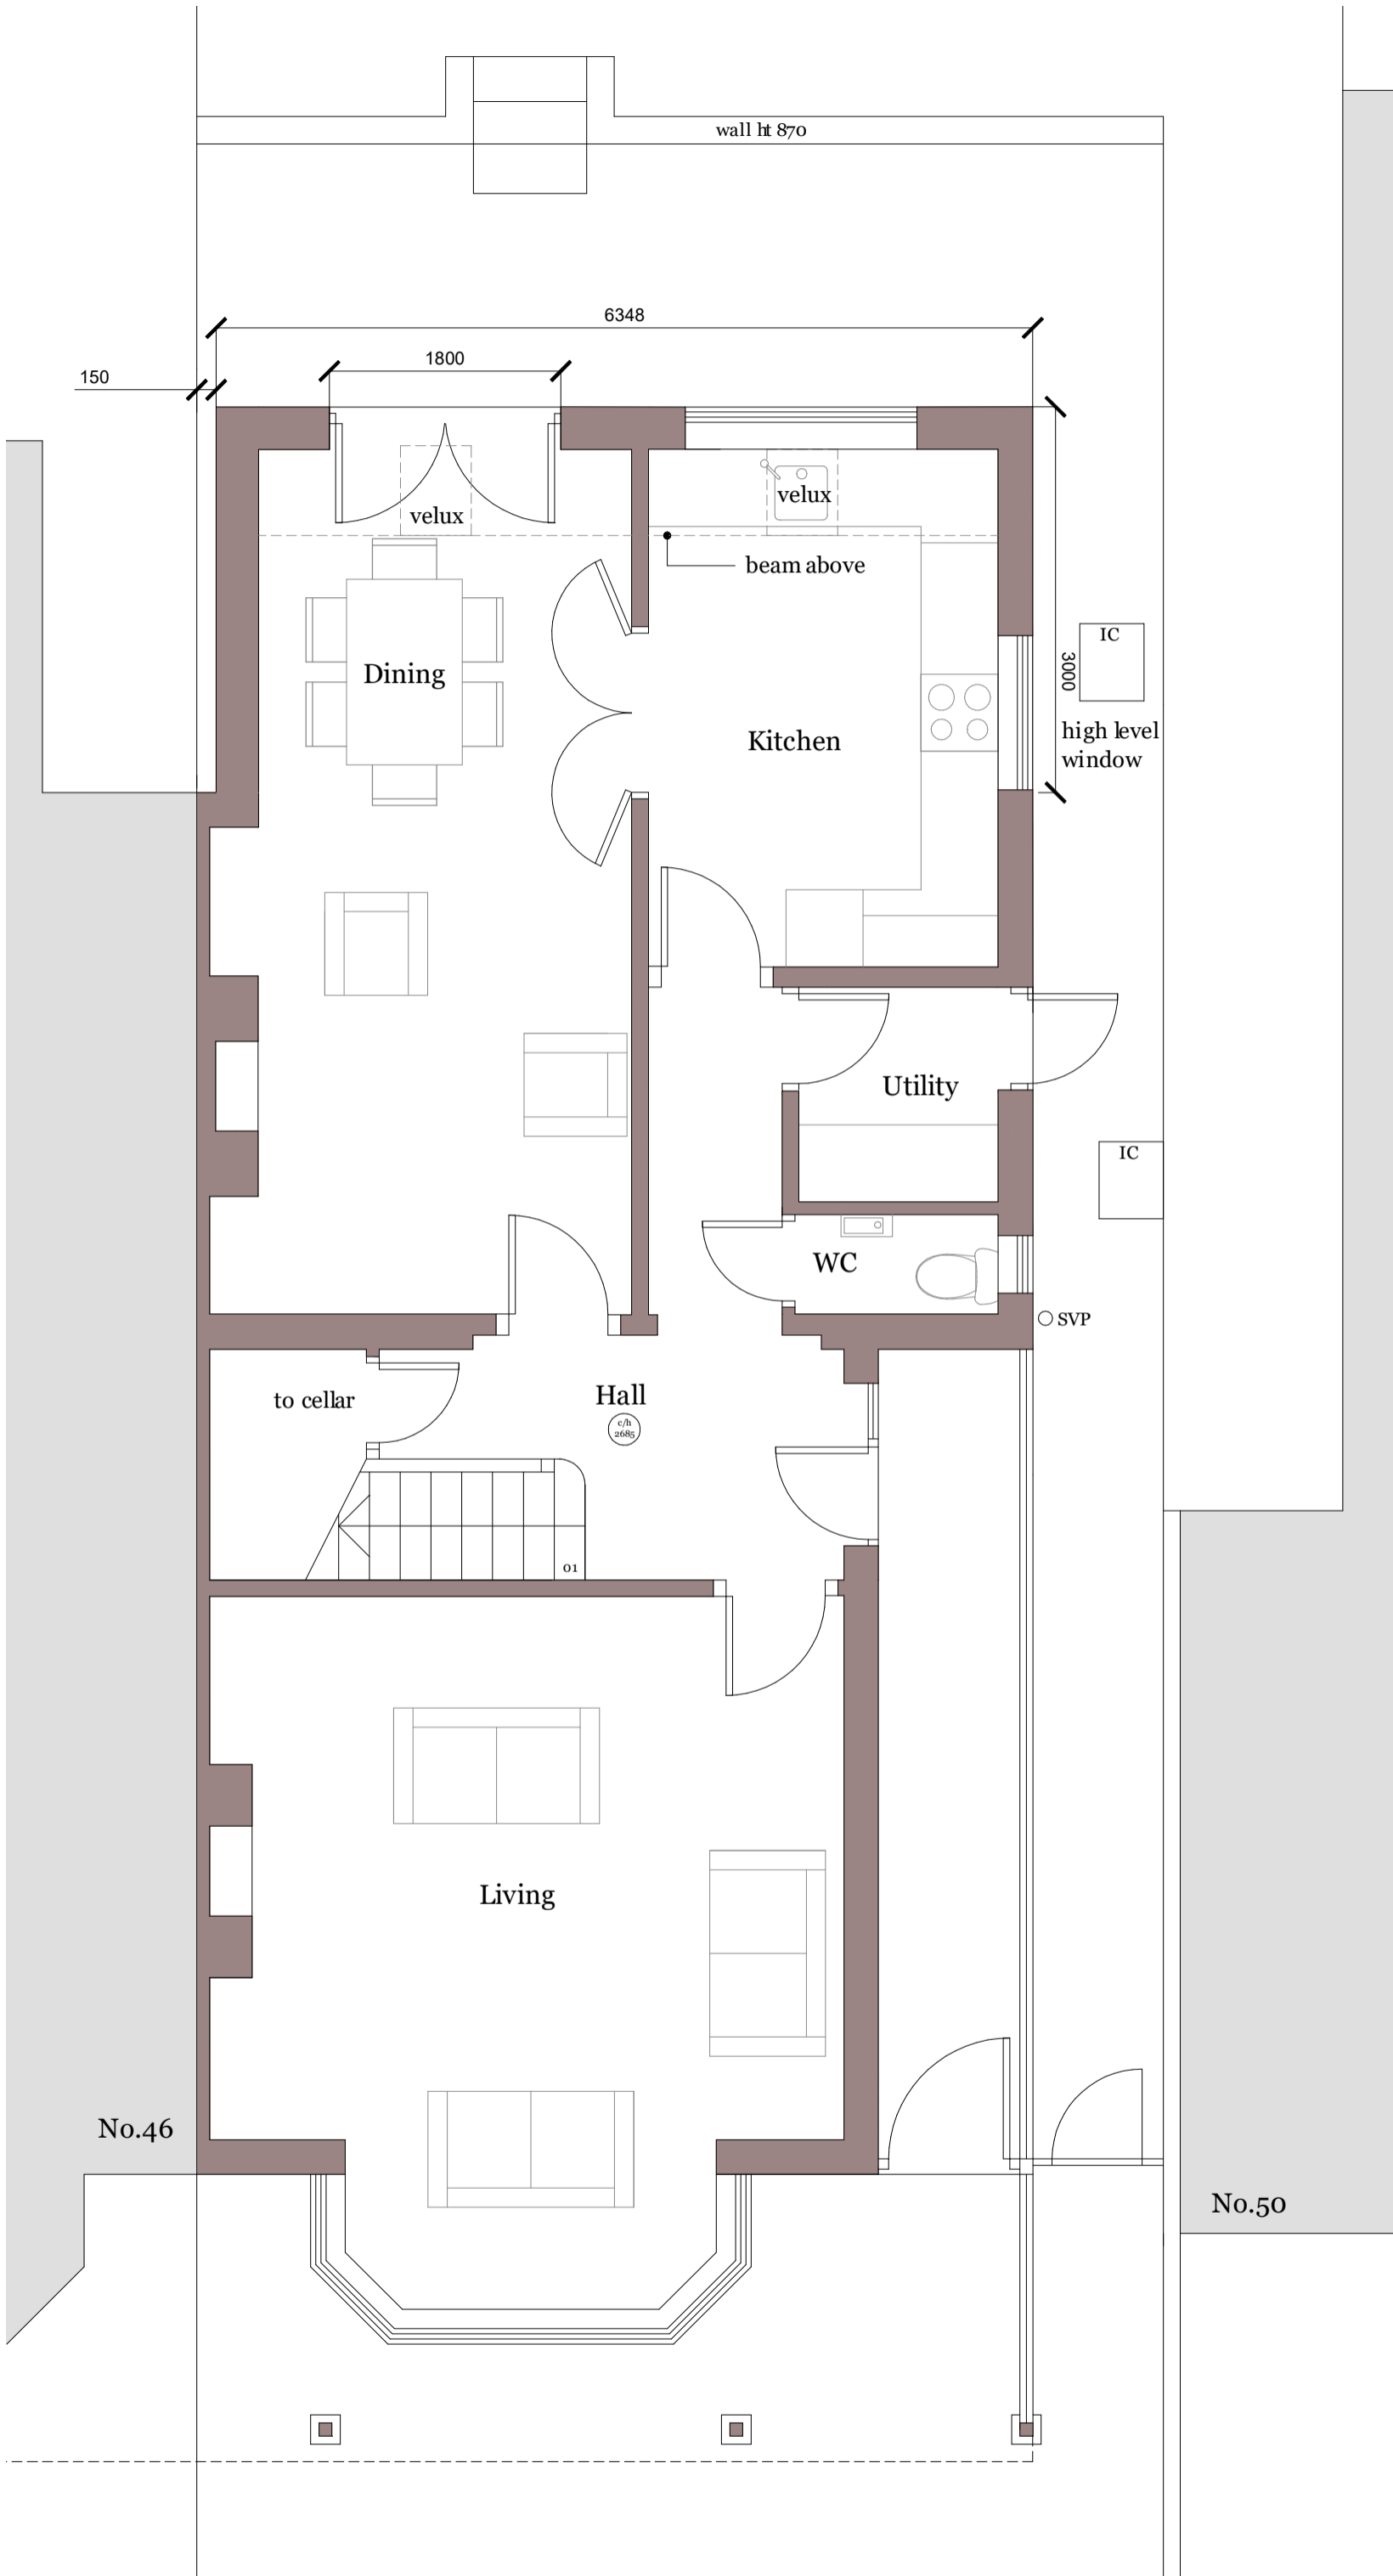 wall ht 870
6348
1800
150
velux
velux
beam above
IC
3000
Dining
high level
window
Kitchen
Utility
IC
WC
SVP
Hall
to cellar
c/h
2685
01
Living
No.46
No.50